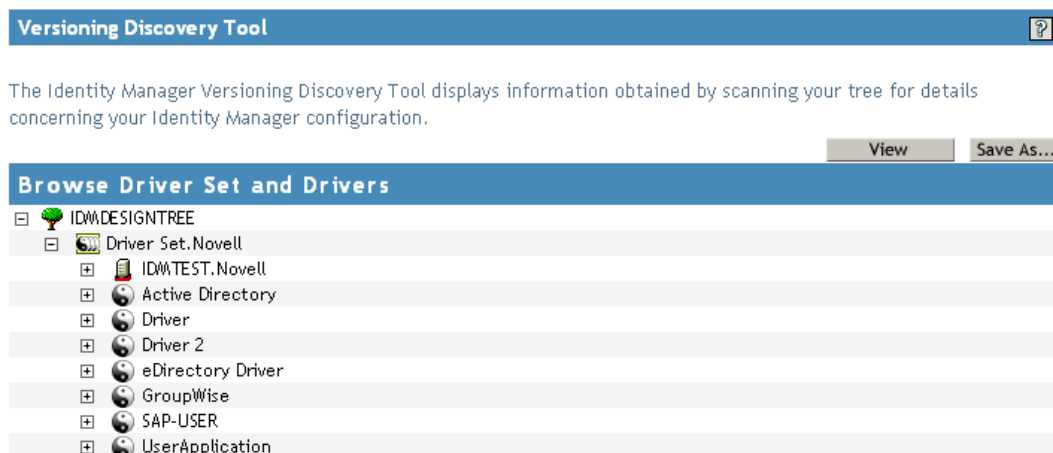 Versioning Discovery Tool
?
The Identity Manager Versioning Discovery Tool displays information obtained by scanning your tree for details
concerning your Identity Manager configuration.
View Save As...
Browse Driver Set and Drivers
IDMDESIGNTREE
Driver Set.Novell
IDMTEST.Novell
Active Directory
Driver
Driver 2
eDirectory Driver
GroupWise
SAP-USER
UserApplication